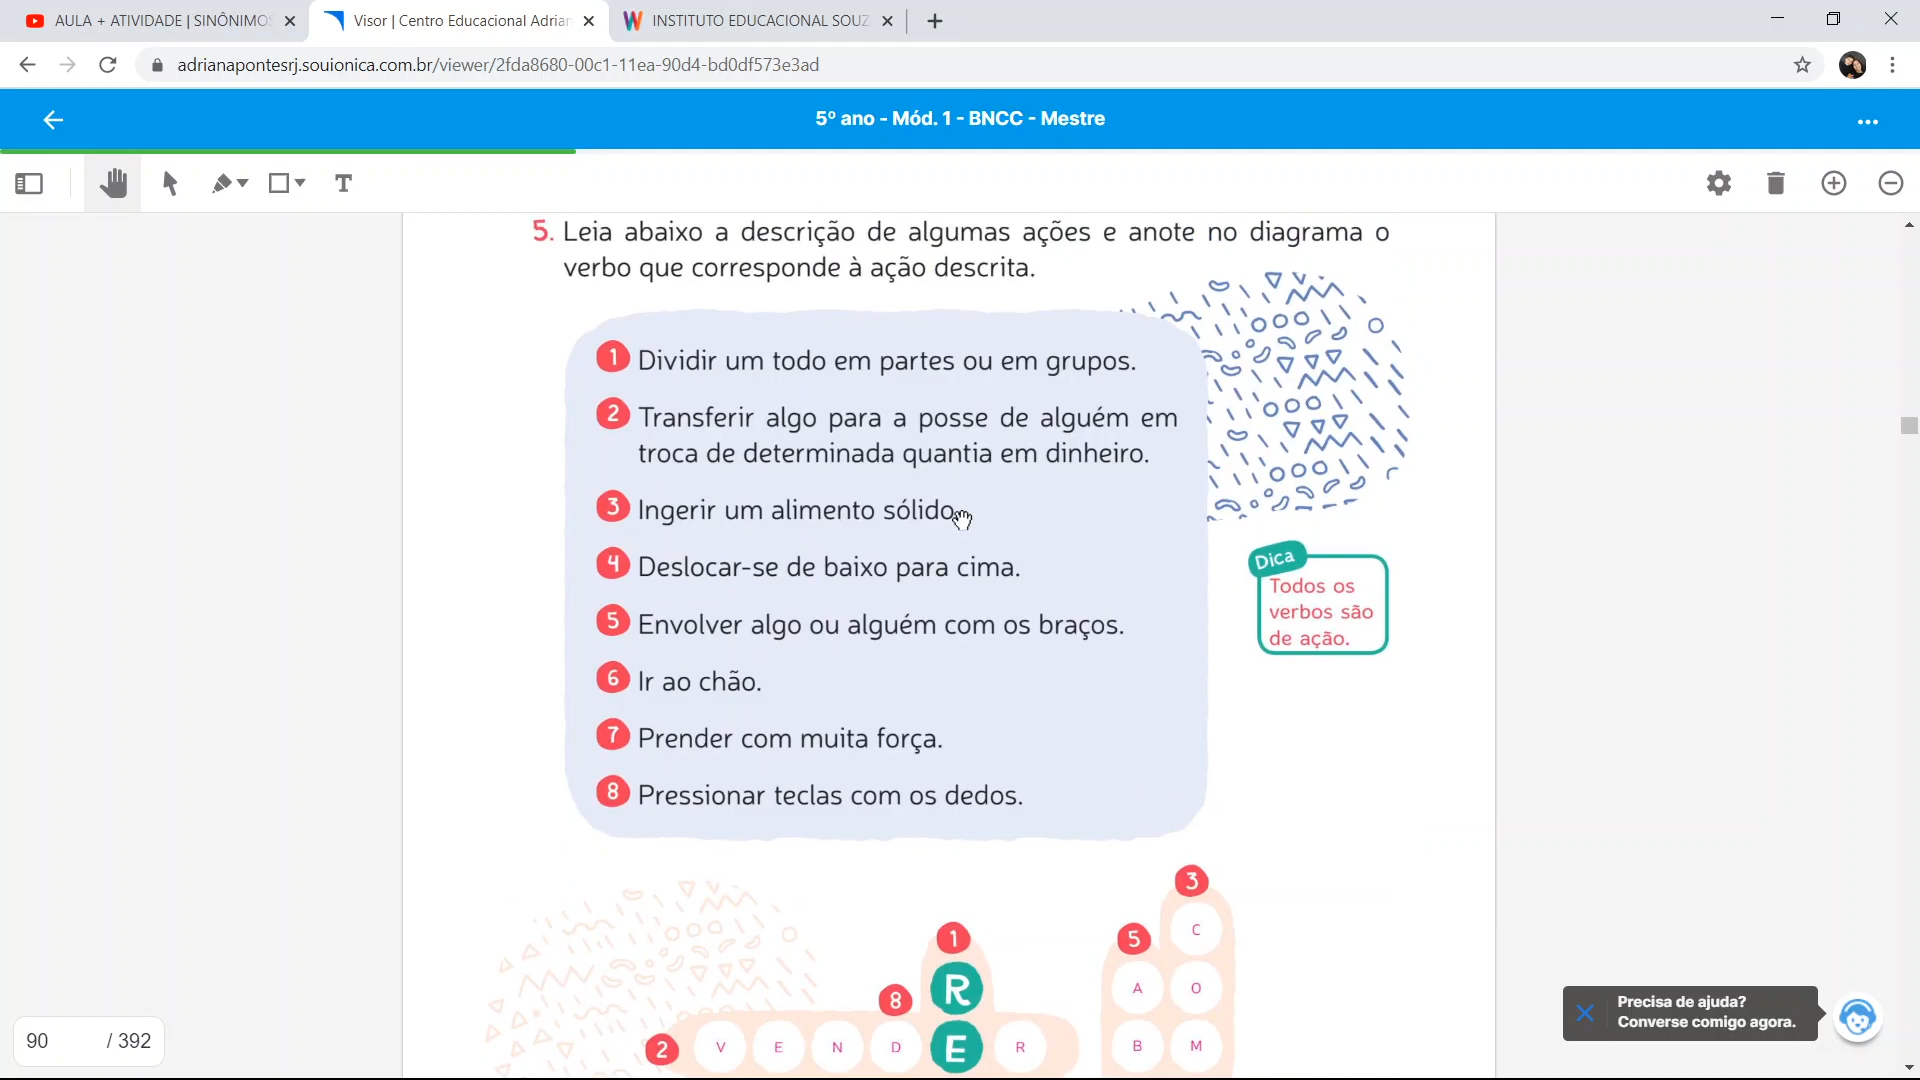 AULA + ATIVIDADE | SINÔNIMOS
Visor | Centro Educacional Adrian
INSTITUTO EDUCACIONAL SOUZ
adrianapontesrj.souionica.com.br/viewer/2fda8680-00c1-11ea-90d4-bd0df573e3ad
5º ano - Mód. 1 - BNCC - Mestre
5. Leia abaixo a descrição de algumas ações e anote no diagrama o
verbo que corresponde à ação descrita.
1 Dividir um todo em partes ou em grupos.
2 Transferir algo para a posse de alguém em
troca de determinada quantia em dinheiro.
3 Ingerir um alimento sólido
4 Deslocar-se de baixo para cima.
5 Envolver algo ou alguém com os braços.
6 Ir ao chão.
7 Prender com muita força.
8 Pressionar teclas com os dedos.
Dica
Todos os
verbos são
de ação.
3
C
1
5
R
A O
8
2 V E N D E R
B M
Precisa de ajuda?
Converse comigo agora.
90 / 392